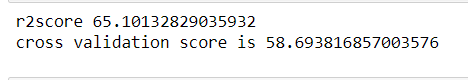 r2score 65.10132829035932
cross validation score is 58.693816857003576